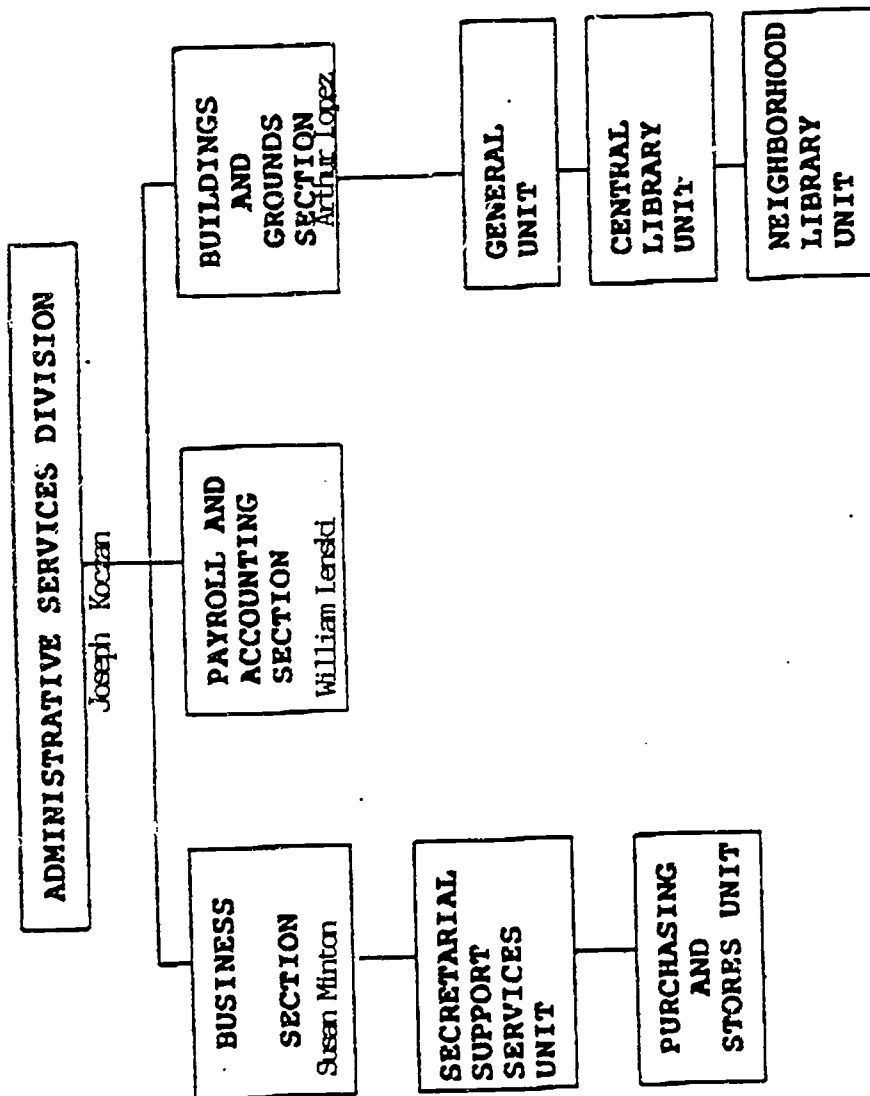 ADMINISTRATIVE SERVICES DIVISION
Joseph Koczan
BUSINESS
SECTION
Susan Minton
SECRETARIAL
SUPPORT
SERVICES
UNIT
PURCHASING
AND
STORES UNIT
PAYROLL AND
ACCOUNTING
SECTION
William Lenski
BUILDINGS
AND
GROUNDS
SECTION
Arthur Lopez
GENERAL
UNIT
CENTRAL
LIBRARY
UNIT
NEIGHBORHOOD
LIBRARY
UNIT